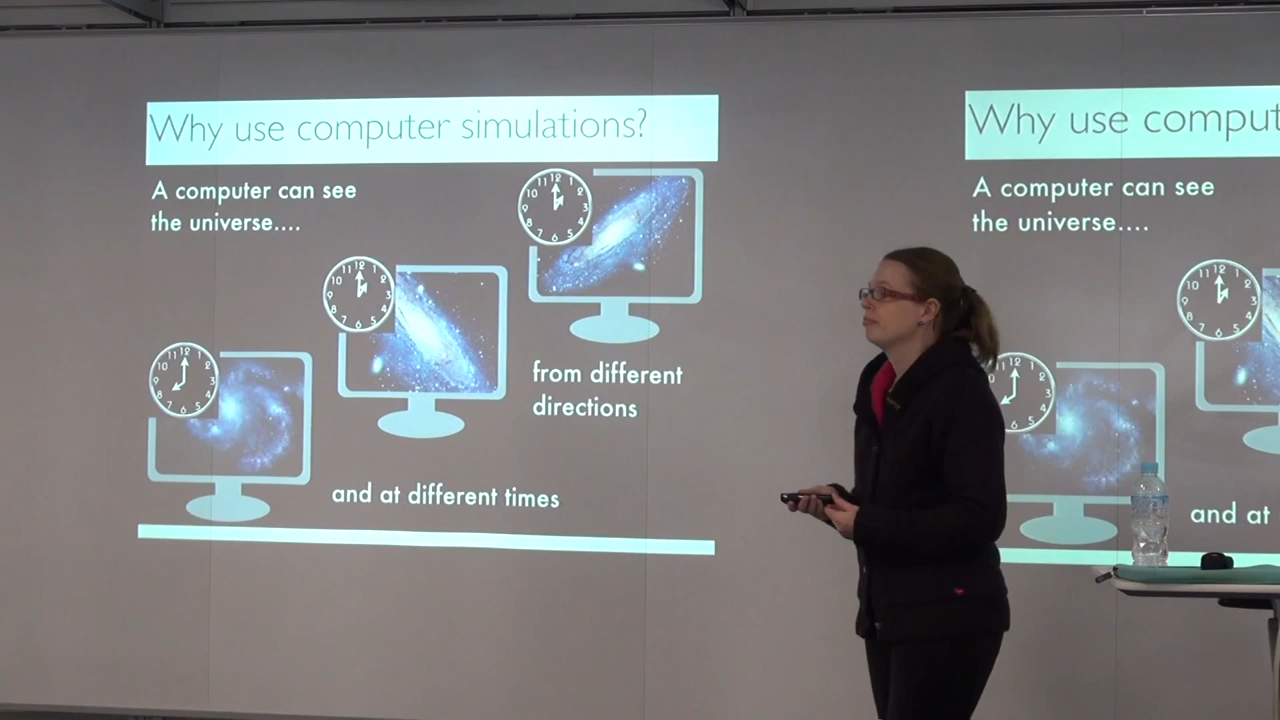 Why use computer simulations?
A computer can see
the universe....
from different
directions
and at different times
Why use comput
A computer can see
the universe....
and at